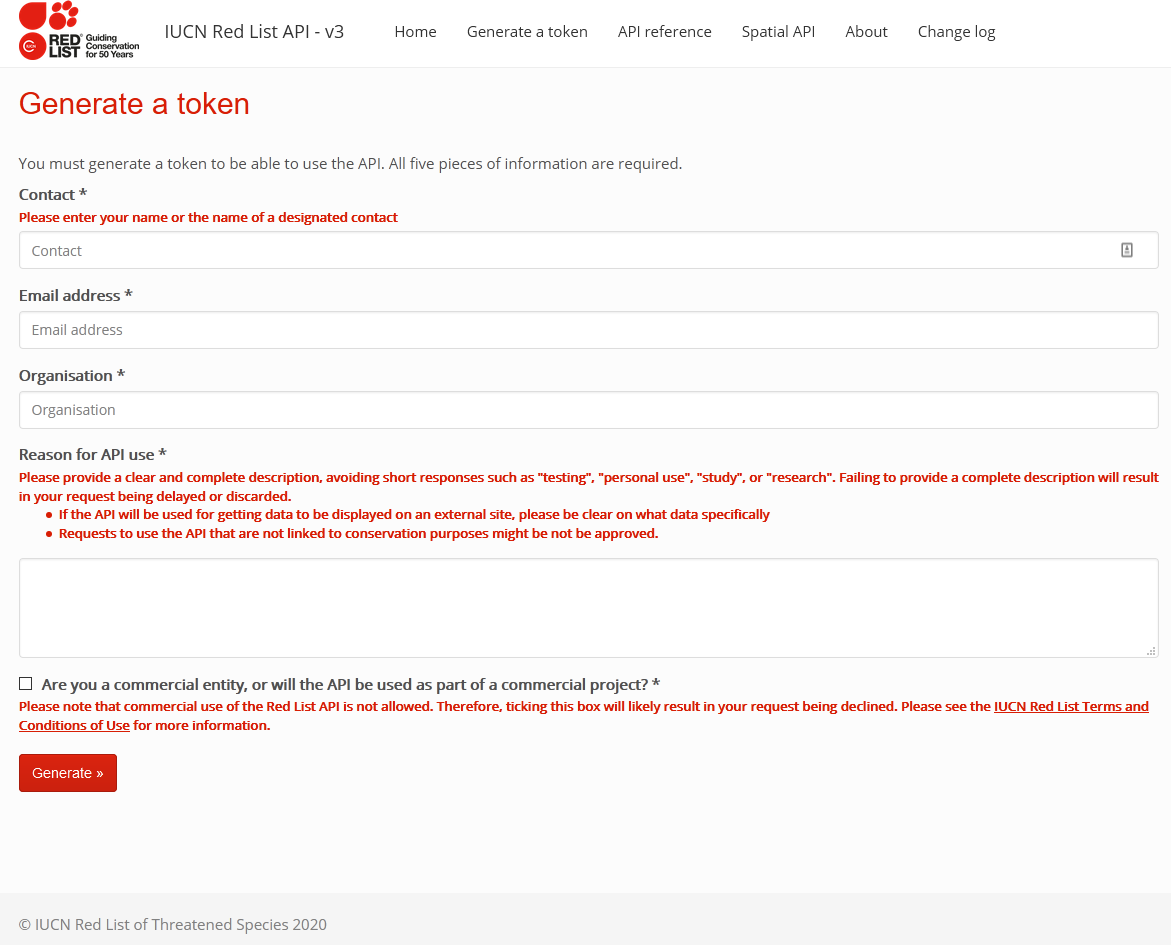 IUCN
RED
LIST
Guiding
Conservation
for 50 Years
IUCN Red List API - v3
Home
Generate a token
API reference
Spatial API
About
Change log
Generate a token
You must generate a token to be able to use the API. All five pieces of information are required.
Contact *
Please enter your name or the name of a designated contact
Contact
Email address *
Email address
Organisation *
Organisation
Reason for API use *
Please provide a clear and complete description, avoiding short responses such as "testing", "personal use", "study", or "research". Failing to provide a complete description will result
in your request being delayed or discarded.
• If the API will be used for getting data to be displayed on an external site, please be clear on what data specifically
• Requests to use the API that are not linked to conservation purposes might be not be approved.
Are you a commercial entity, or will the API be used as part of a commercial project? *
Please note that commercial use of the Red List API is not allowed. Therefore, ticking this box will likely result in your request being declined. Please see the IUCN Red List Terms and
Conditions of Use for more information.
Generate »
© IUCN Red List of Threatened Species 2020